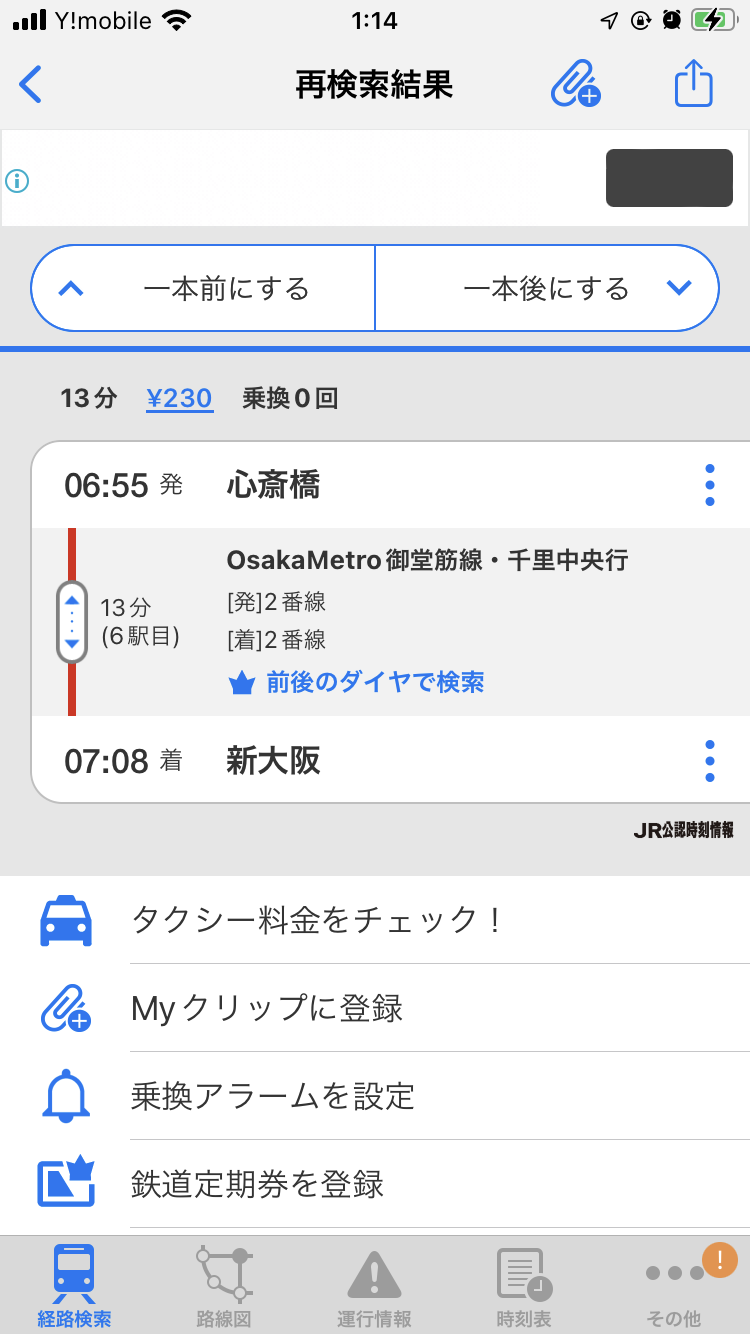 Y!mobile 1:14
再検索結果
一本前にする 一本後にする
13分 ¥230 乗換0回
06:55 発 心斎橋
OsakaMetro御堂筋線・千里中央行
13分 [発]2番線
(6駅目) [着]2番線
前後のダイヤで検索
07:08 着 新大阪
JR公認時刻情報
タクシー料金をチェック！
Myクリップに登録
乗換アラームを設定
鉄道定期券を登録
経路検索 路線図 運行情報 時刻表 その他